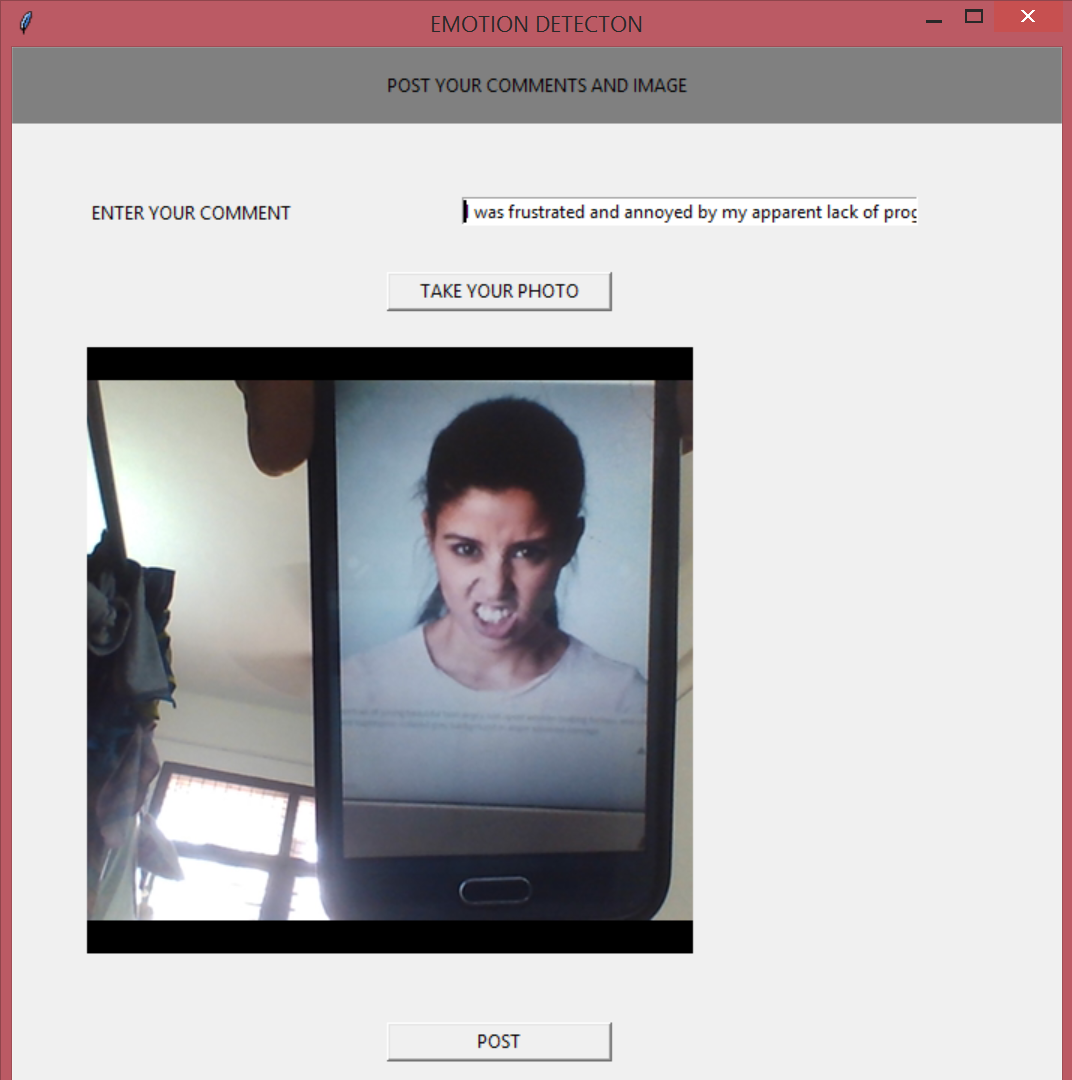 EMOTION DETECTON
POST YOUR COMMENTS AND IMAGE
ENTER YOUR COMMENT
I was frustrated and annoyed by my apparent lack of prog
TAKE YOUR PHOTO
POST